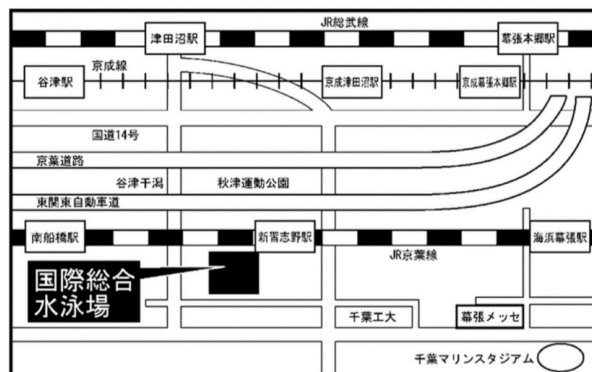 JR総武線
津田沼駅
幕張本郷駅
京成線
谷津駅
京成津田沼駅
京成幕張本郷駅
国道14号
京葉道路
谷津干潟
秋津運動公園
東関東自動車道
南船橋駅
新習志野駅
海浜幕張駅
JR京葉線
国際総合
水泳場
千葉工大
幕張メッセ
千葉マリンスタジアム